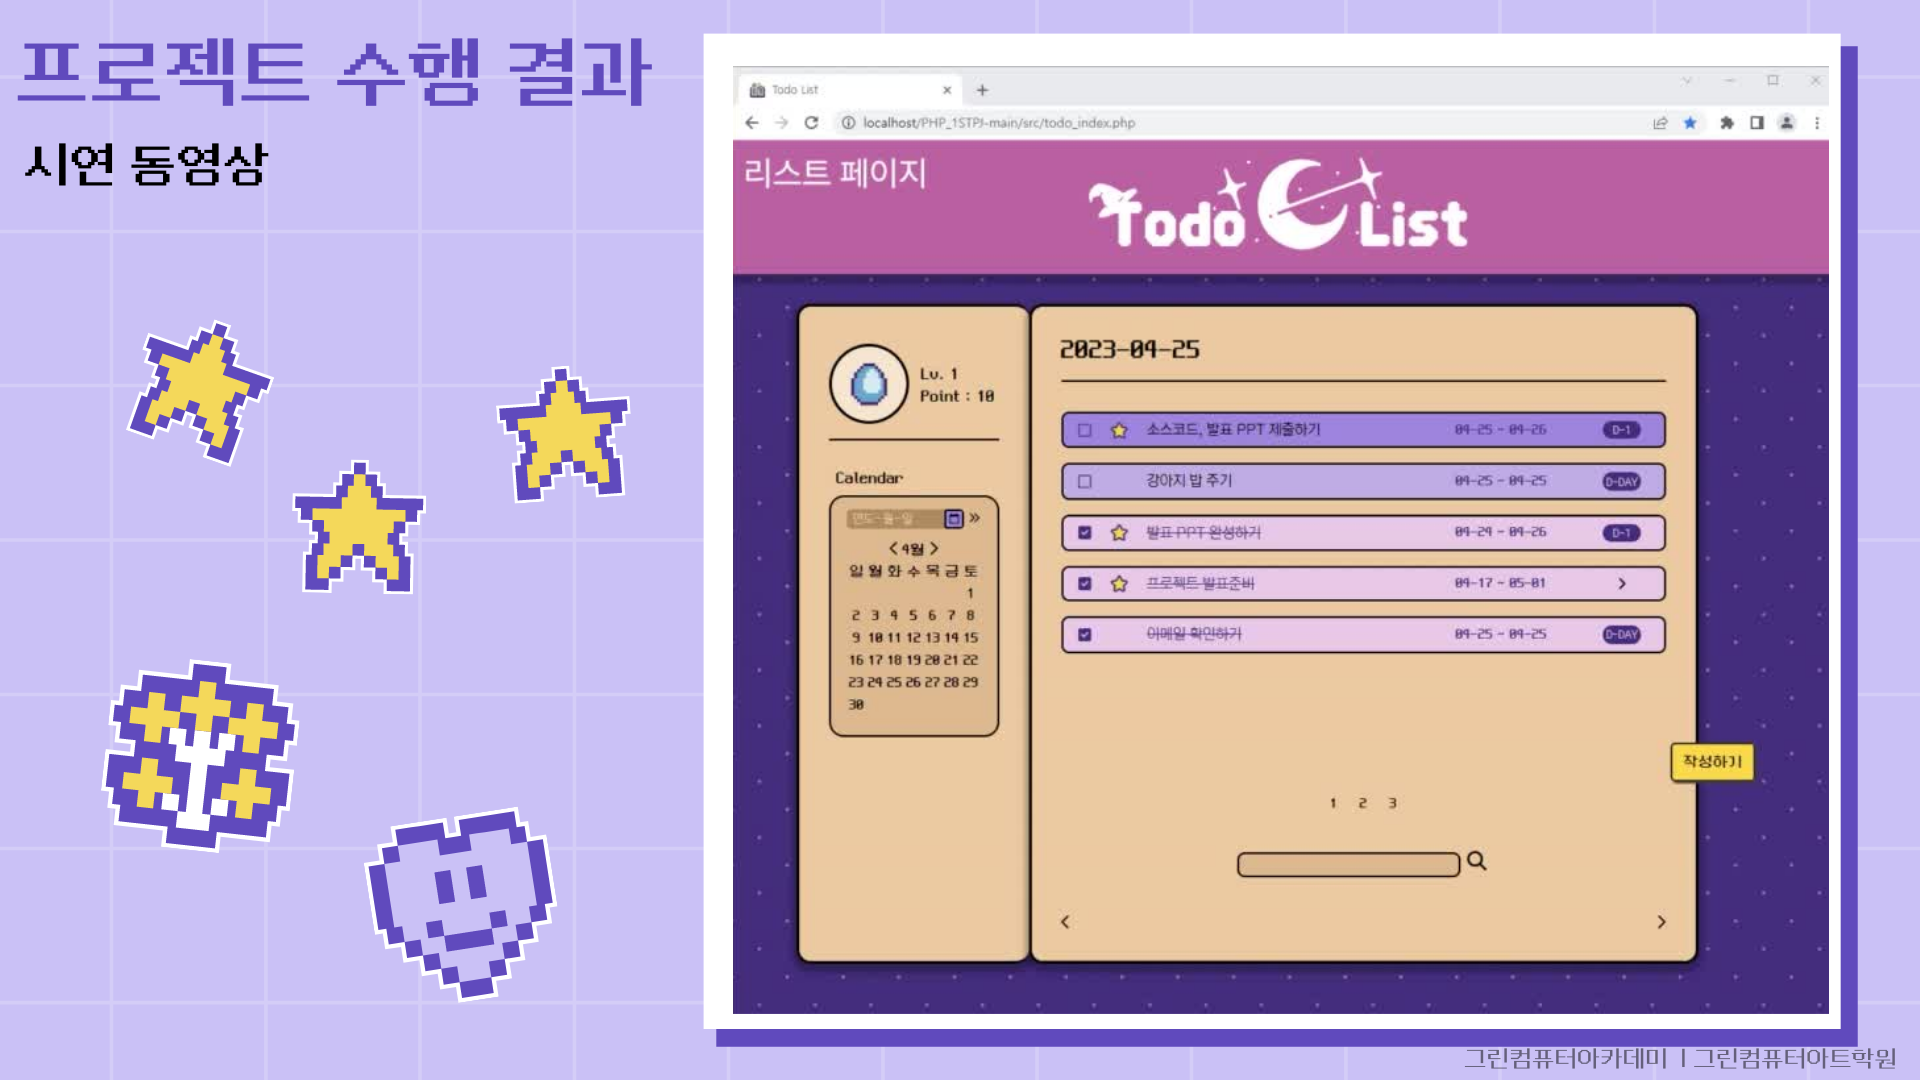 프로젝트 수행 결과
시연 동영상
Todo List
localhost/PHP_1STPJ-main/src/todo_index.php
리스트 페이지
Todo List
Lv. 1
Point : 10
Calendar
년도-월-일 »
< 4월 >
일 월 화 수 목 금 토
1
2 3 4 5 6 7 8
9 10 11 12 13 14 15
16 17 18 19 20 21 22
23 24 25 26 27 28 29
30
2023-04-25
소스코드, 발표 PPT 제출하기 04-25 ~ 04-26 D-1
강아지 밥 주기 04-25 ~ 04-25 D-DAY
발표 PPT 완성하기 04-24 ~ 04-26 D-1
프로젝트 발표준비 04-17 ~ 05-01 >
이메일 확인하기 04-25 ~ 04-25 D-DAY
작성하기
1 2 3
< >
그린컴퓨터아카데미 | 그린컴퓨터아트학원